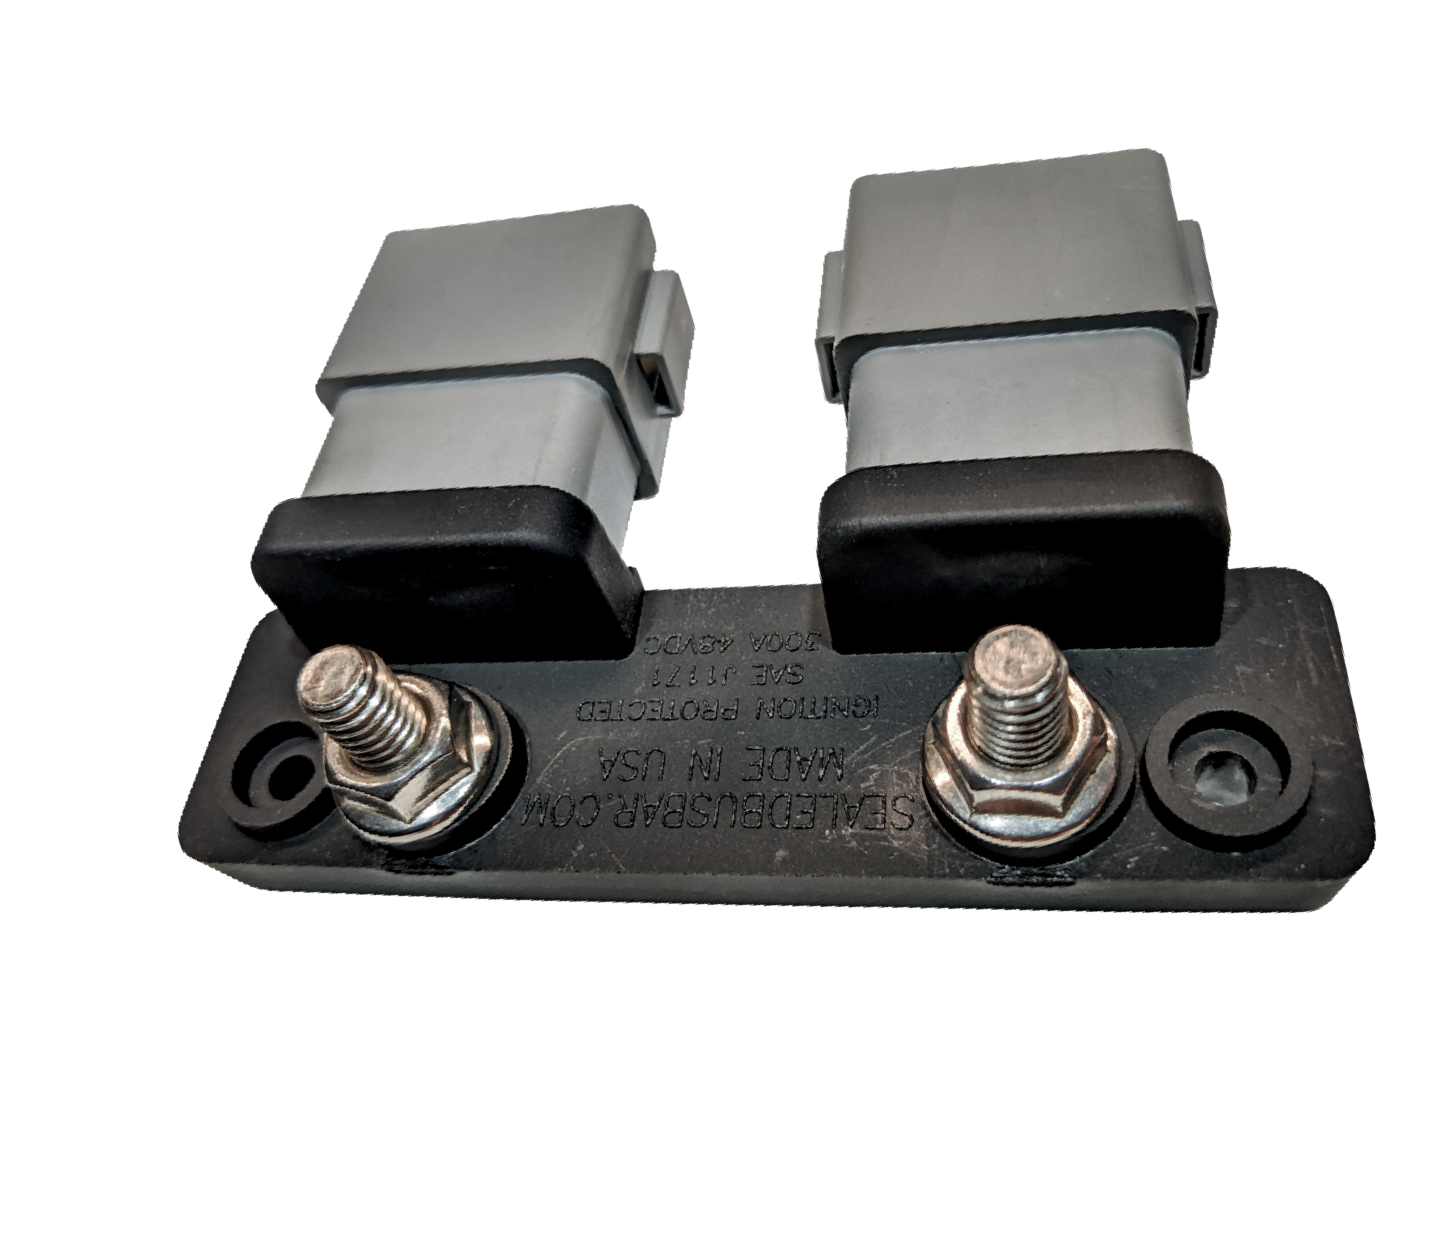 SEALEDBUSBAR.COM
MADE IN USA
IGNITION PROTECTED
SAE J1171
300A 48VDC